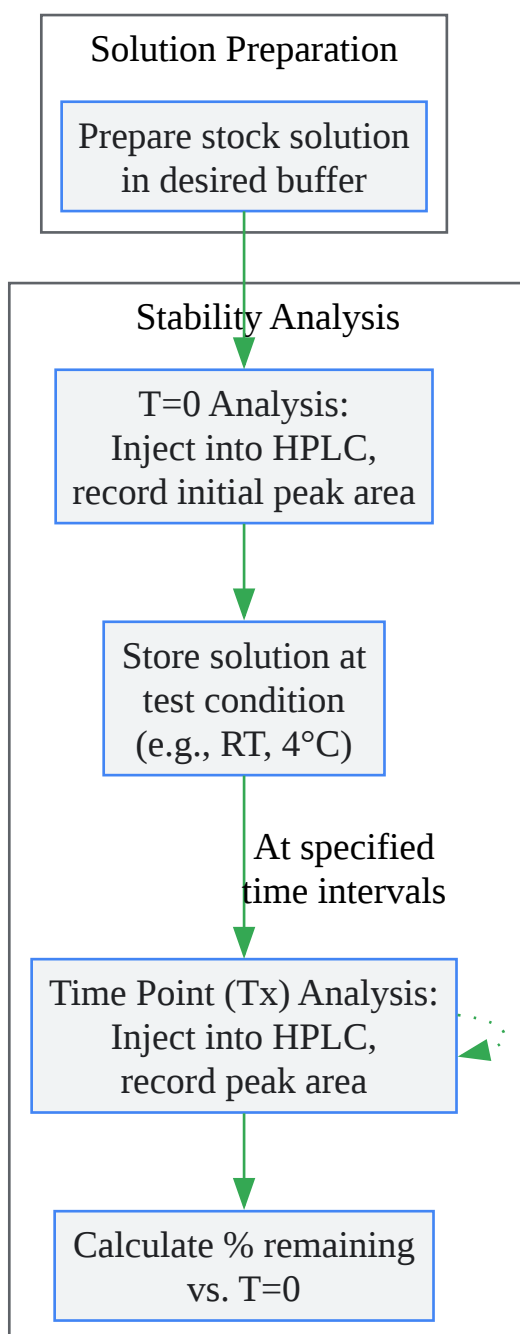 Solution Preparation
Prepare stock solution
in desired buffer
Stability Analysis
T=0 Analysis:
Inject into HPLC,
record initial peak area
Store solution at
test condition
(e.g., RT, 4°C)
At specified
time intervals
Time Point (Tx) Analysis:
Inject into HPLC,
record peak area
Calculate % remaining
vs. T=0